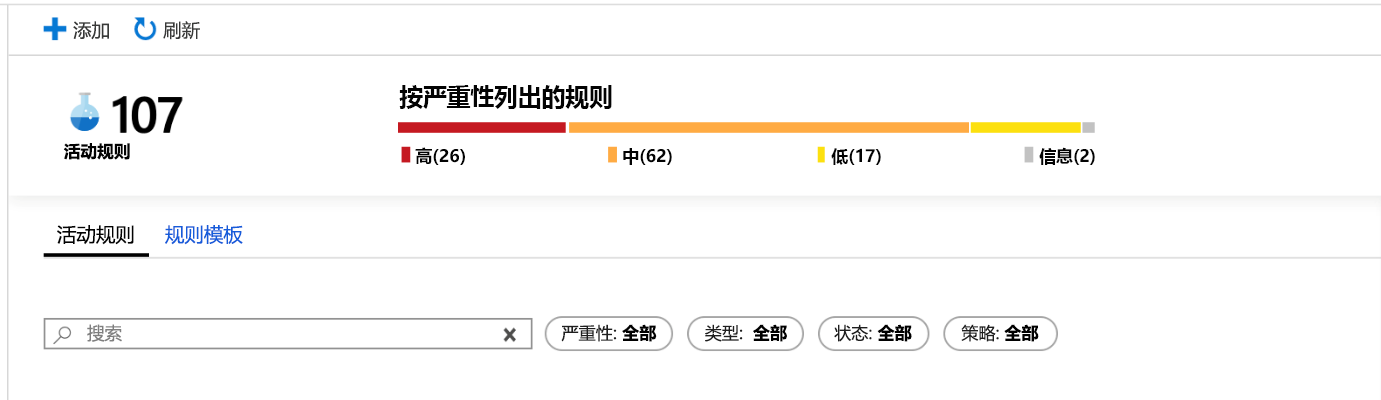 添加 刷新
107
活动规则
按严重性列出的规则
高(26) 中(62) 低(17) 信息(2)
活动规则 规则模板
搜索 严重性: 全部 类型: 全部 状态: 全部 策略: 全部